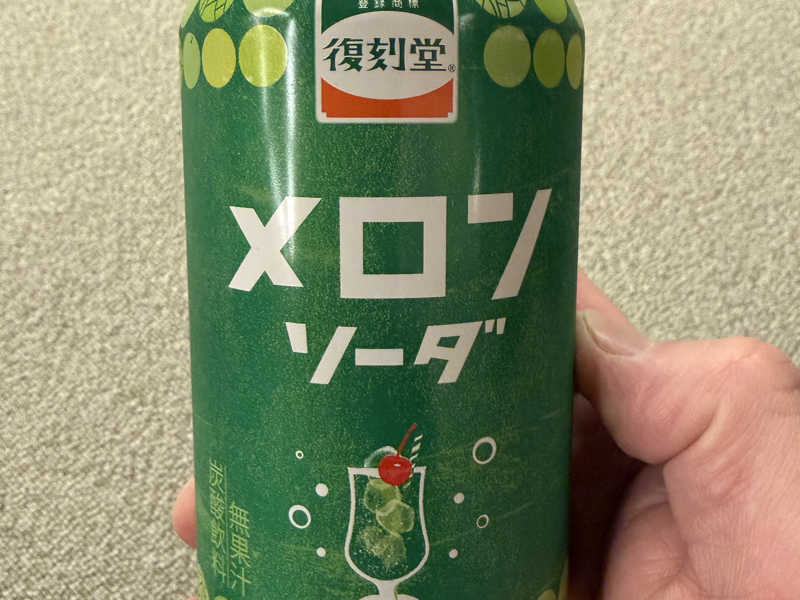 登録商標
復刻堂®
メロン
ソーダ
無果汁
炭酸飲料